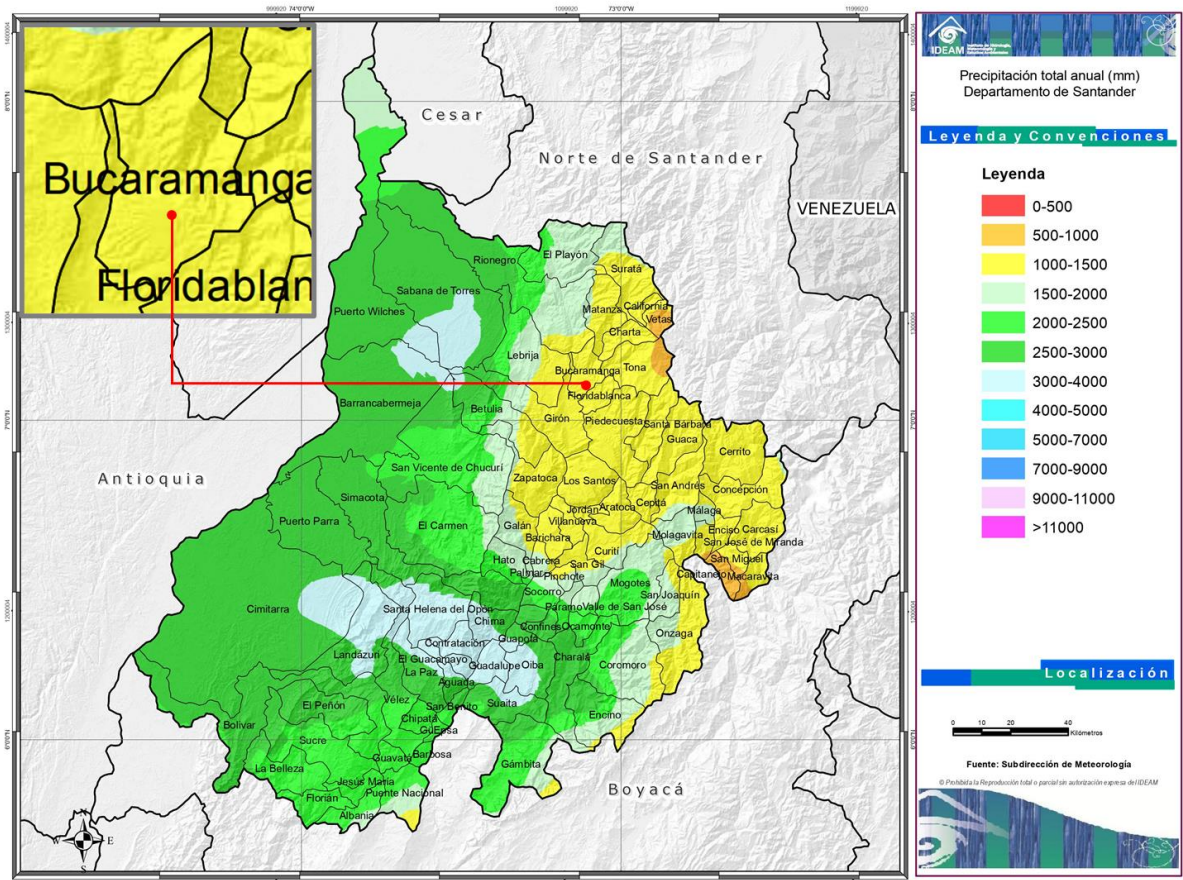 999920 74°0'0"W 1099920 73°0'0"W 1199920
Bucaramanga
Floridablan
Cesar
Norte de Santander
VENEZUELA
Antioquia
Boyacá
Rionegro
El Playón
Suratá
Sabana de Torres
Puerto Wilches
Matanza
California
Vetas
Charta
Lebrija
Bucaramanga
Tona
Floridablanca
Barrancabermeja
Betulia
Girón
Piedecuesta
Santa Bárbara
Guaca
Cerrito
San Vicente de Chucurí
Zapatoca
Los Santos
San Andrés
Concepción
Simacota
Cepitá
Jordán
Aratoca
Málaga
Puerto Parra
El Carmen
Galán
Villanueva
Barichara
Molagavita
Enciso
Carcasí
San José de Miranda
Curití
Hato
Cabrera
San Gil
San Miguel
Palmar
Pinchote
Capitanejo
Macaravita
Mogotes
Socorro
San Joaquín
Cimitarra
Santa Helena del Opón
Páramo
Valle de San José
Chima
Confines
Ocamonte
Guapotá
Onzaga
Contratación
Landázuri
El Guacamayo
Guadalupe
Oiba
Charalá
Coromoro
La Paz
Aguada
Vélez
San Benito
Suaita
El Peñón
Chipatá
Encino
Bolívar
GüEpsa
Sucre
Guavatá
Barbosa
La Belleza
Gámbita
Jesús María
Florián
Puente Nacional
Albania
N
W E
S
IDEAM
Precipitación total anual (mm)
Departamento de Santander
Leyenda y Convenciones
Leyenda
0-500
500-1000
1000-1500
1500-2000
2000-2500
2500-3000
3000-4000
4000-5000
5000-7000
7000-9000
9000-11000
>11000
Localización
0 10 20 40
Kilómetros
Fuente: Subdirección de Meteorología
© Prohibida la Reproducción total o parcial sin autorización expresa del IDEAM